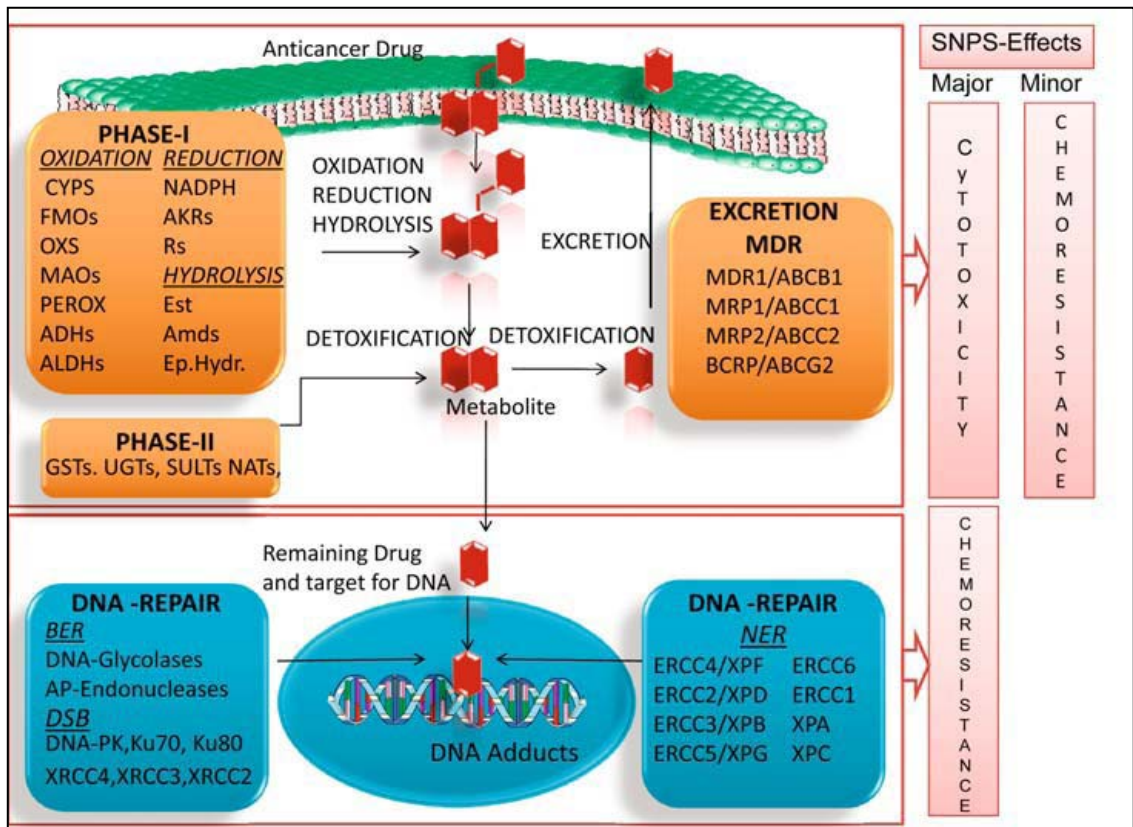 Anticancer Drug
SNPS-Effects
Major Minor
PHASE-I
OXIDATION REDUCTION
CYPS NADPH
FMOs AKRs
OXS Rs
MAOs HYDROLYSIS
PEROX Est
ADHs Amds
ALDHs Ep.Hydr.
OXIDATION
REDUCTION
HYDROLYSIS
EXCRETION
EXCRETION
MDR
MDR1/ABCB1
MRP1/ABCC1
MRP2/ABCC2
BCRP/ABCG2
DETOXIFICATION
DETOXIFICATION
Metabolite
PHASE-II
GSTs. UGTs, SULTs NATs,
CyTOTOXICITY
CHEMORESISTANCE
Remaining Drug
and target for DNA
DNA -REPAIR
BER
DNA-Glycolases
AP-Endonucleases
DSB
DNA-PK,Ku70, Ku80
XRCC4,XRCC3,XRCC2
DNA Adducts
DNA -REPAIR
NER
ERCC4/XPF ERCC6
ERCC2/XPD ERCC1
ERCC3/XPB XPA
ERCC5/XPG XPC
CHEMORESISTANCE